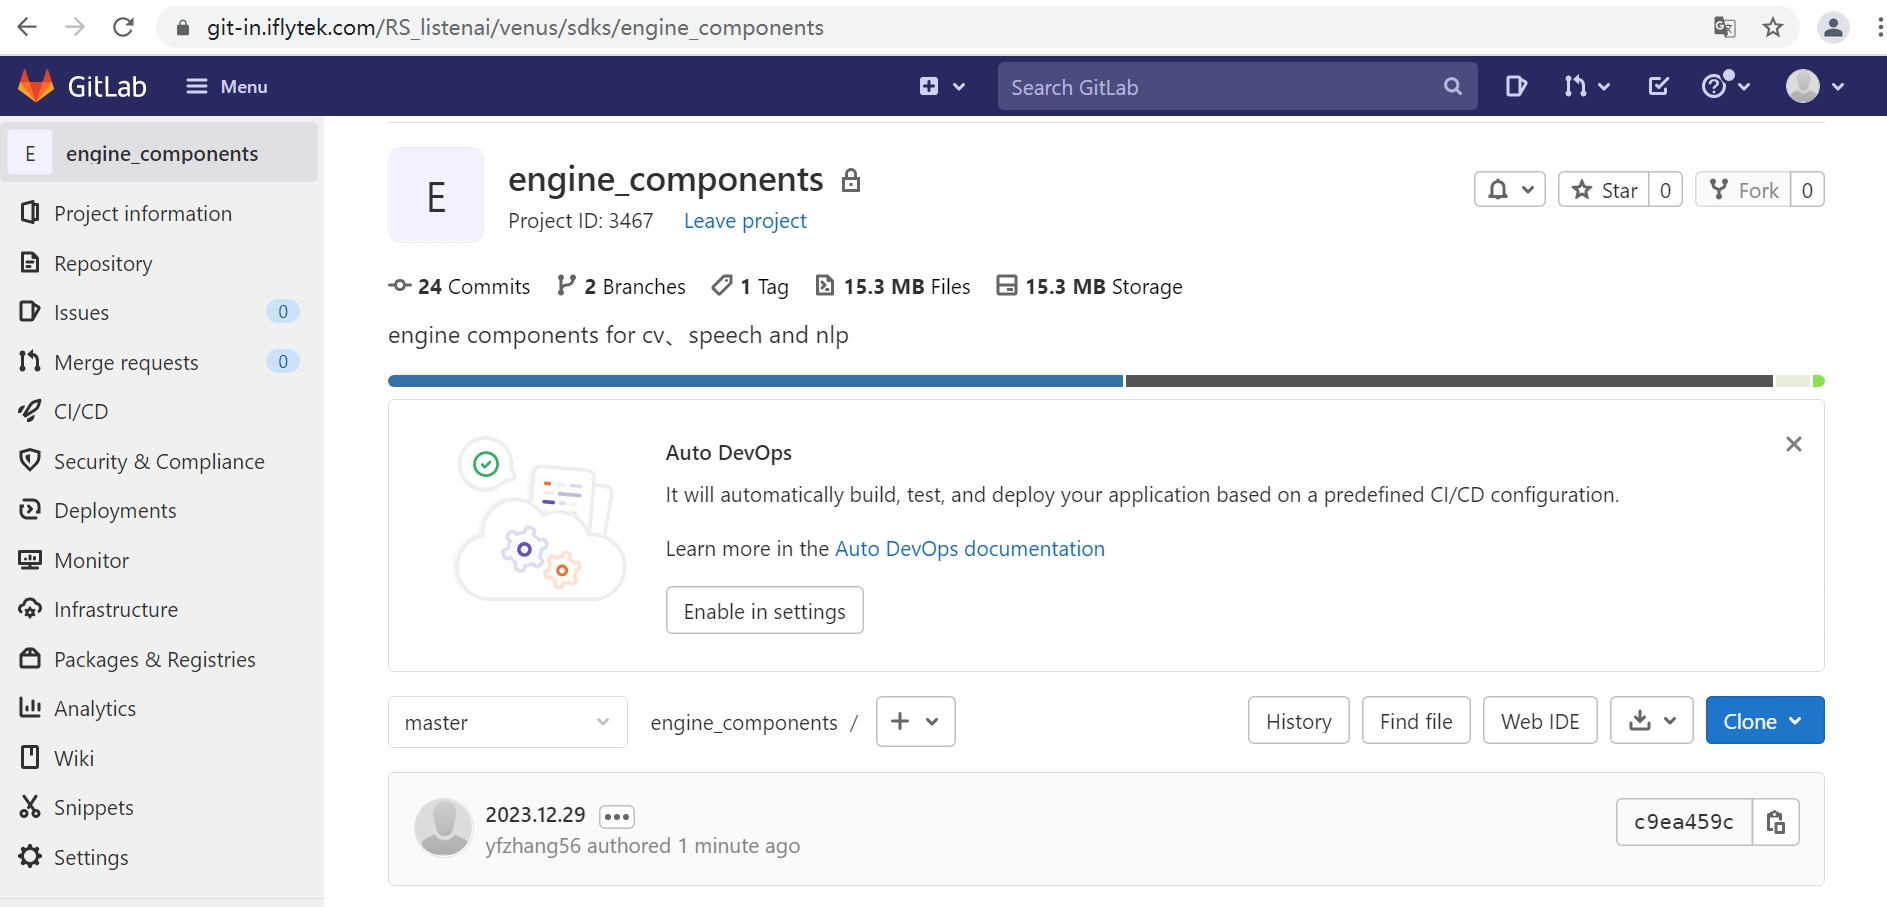 git-in.iflytek.com/RS_listenai/venus/sdks/engine_components
GitLab
Menu
Search GitLab
E
engine_components
Project information
Repository
Issues
0
Merge requests
0
CI/CD
Security & Compliance
Deployments
Monitor
Infrastructure
Packages & Registries
Analytics
Wiki
Snippets
Settings
E
engine_components
Project ID: 3467 Leave project
Star 0
Fork 0
24 Commits 2 Branches 1 Tag 15.3 MB Files 15.3 MB Storage
engine components for cv、speech and nlp
Auto DevOps
It will automatically build, test, and deploy your application based on a predefined CI/CD configuration.
Learn more in the Auto DevOps documentation
Enable in settings
master
engine_components /
History
Find file
Web IDE
Clone
2023.12.29
yfzhang56 authored 1 minute ago
c9ea459c